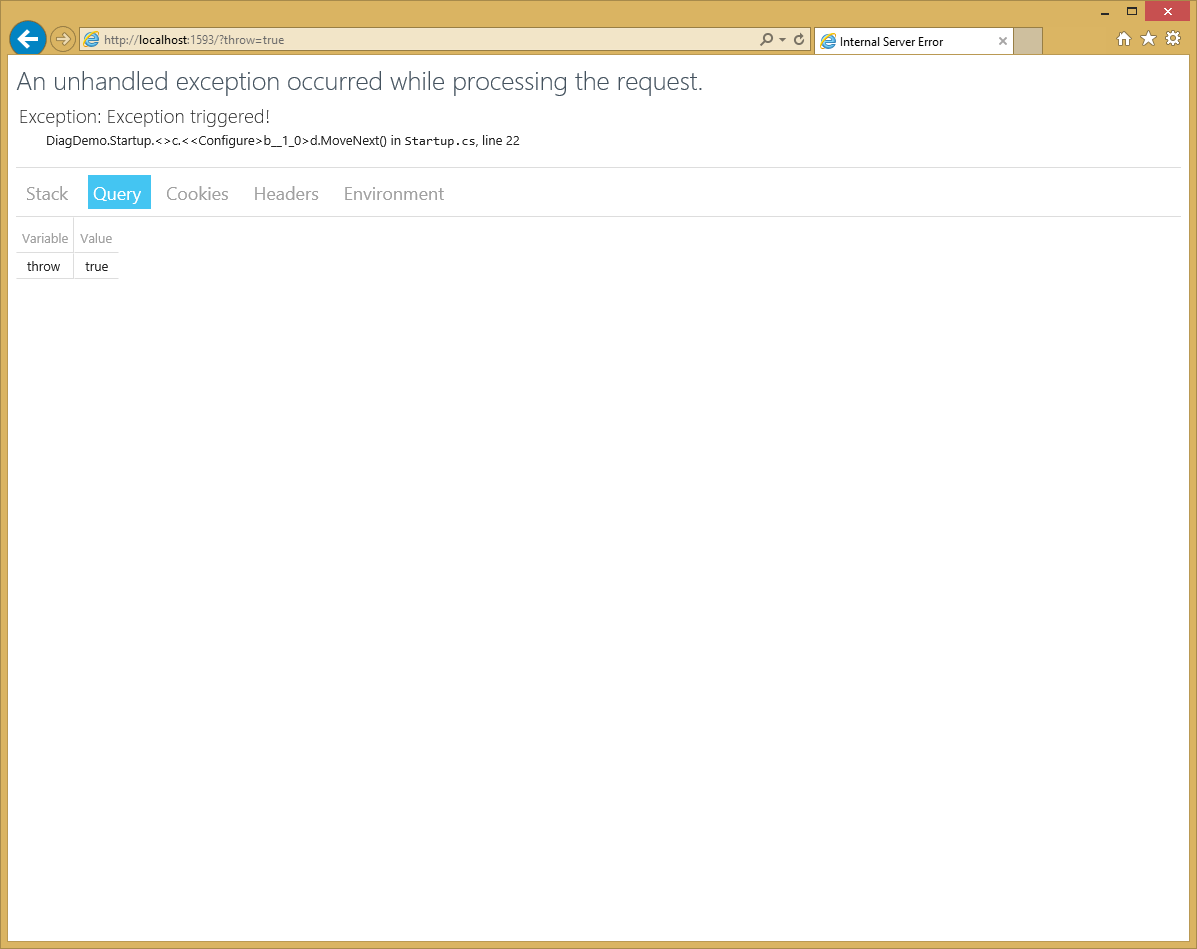 http://localhost:1593/?throw=true
Internal Server Error
An unhandled exception occurred while processing the request.
Exception: Exception triggered!
DiagDemo.Startup.<>c.<<Configure>b__1_0>d.MoveNext() in Startup.cs, line 22
Stack Query Cookies Headers Environment
Variable Value
throw true